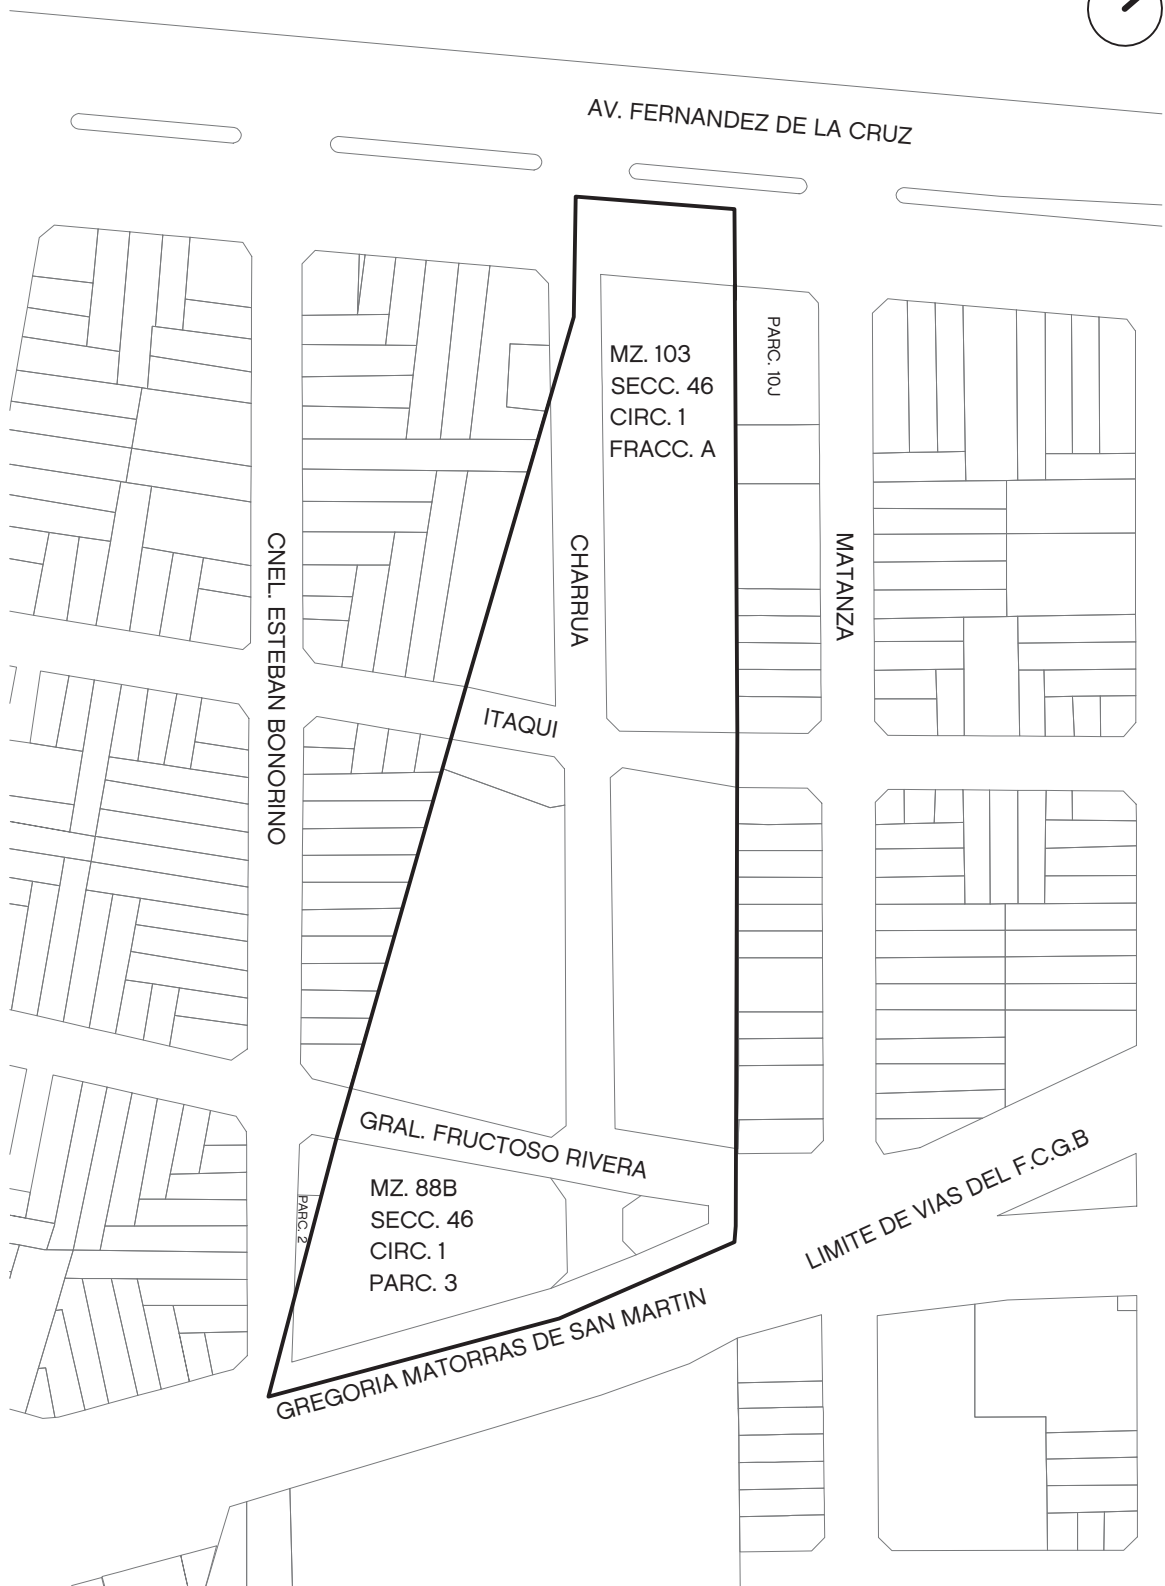 AV. FERNANDEZ DE LA CRUZ
MZ. 103
SECC. 46
CIRC. 1
FRACC. A
PARC. 10J
CNEL. ESTEBAN BONORINO
CHARRUA
MATANZA
ITAQUI
GRAL. FRUCTOSO RIVERA
MZ. 88B
SECC. 46
CIRC. 1
PARC. 3
PARC. 2
LIMITE DE VIAS DEL F.C.G.B
GREGORIA MATORRAS DE SAN MARTIN